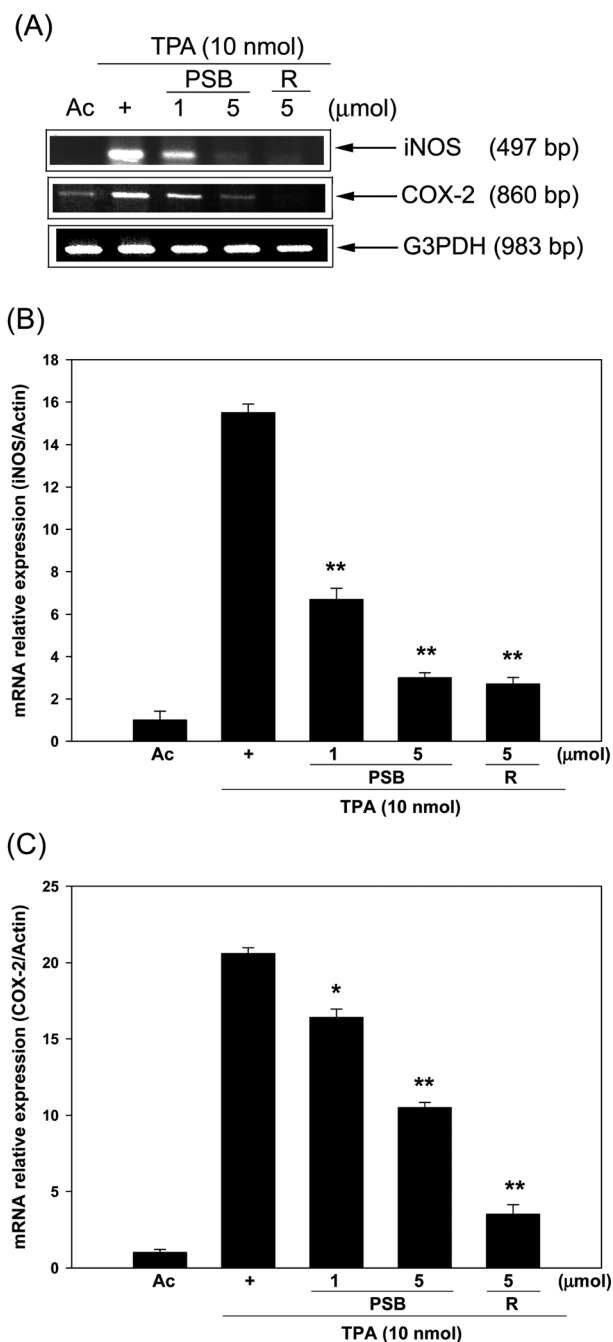 (A)
TPA (10 nmol)
PSB R
Ac + 1 5 5 (μmol)
iNOS (497 bp)
COX-2 (860 bp)
G3PDH (983 bp)
(B)
mRNA relative expression (iNOS/Actin)
18
16
14
12
10
8
6
4
2
0
** ** **
Ac + 1 5 5 (μmol)
PSB R
TPA (10 nmol)
(C)
mRNA relative expression (COX-2/Actin)
25
20
15
10
5
0
* ** **
Ac + 1 5 5 (μmol)
PSB R
TPA (10 nmol)